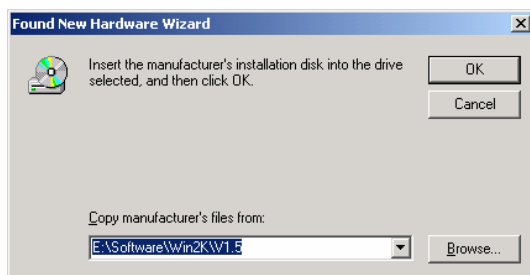 Found New Hardware Wizard
Insert the manufacturer's installation disk into the drive
selected, and then click OK.
OK
Cancel
Copy manufacturer's files from:
E:\Software\Win2K\V1.5
Browse...